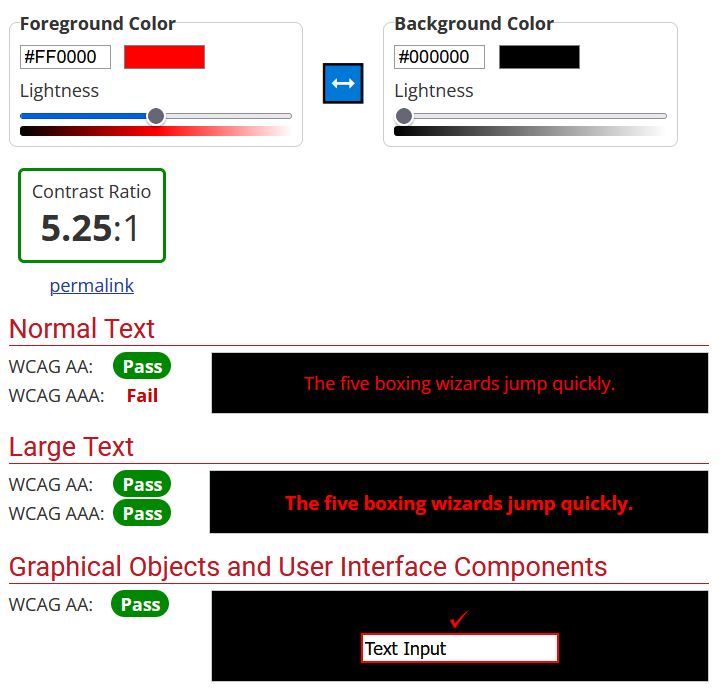 Foreground Color
#FF0000
Lightness
Background Color
#000000
Lightness
Contrast Ratio
5.25:1
permalink
Normal Text
WCAG AA: Pass
WCAG AAA: Fail
The five boxing wizards jump quickly.
Large Text
WCAG AA: Pass
WCAG AAA: Pass
The five boxing wizards jump quickly.
Graphical Objects and User Interface Components
WCAG AA: Pass
Text Input